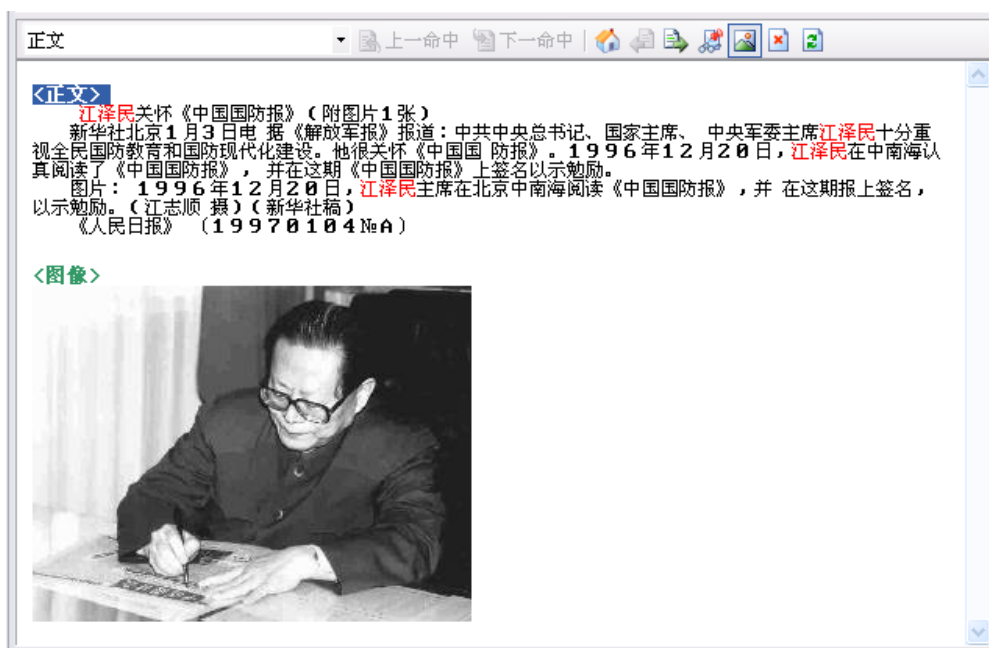 正文
上一命中 下一命中
<正文>
江泽民关怀《中国国防报》(附图片1张)
新华社北京1月3日电 据《解放军报》报道：中共中央总书记、国家主席、 中央军委主席江泽民十分重
视全民国防教育和国防现代化建设。他很关怀《中国国 防报》。1996年12月20日,江泽民在中南海认
真阅读了《中国国防报》, 并在这期《中国国防报》上签名以示勉励。
图片： 1996年12月20日,江泽民主席在北京中南海阅读《中国国防报》,并 在这期报上签名,
以示勉励。(江志顺 摄)(新华社稿)
《人民日报》 (19970104№A)
<图像>